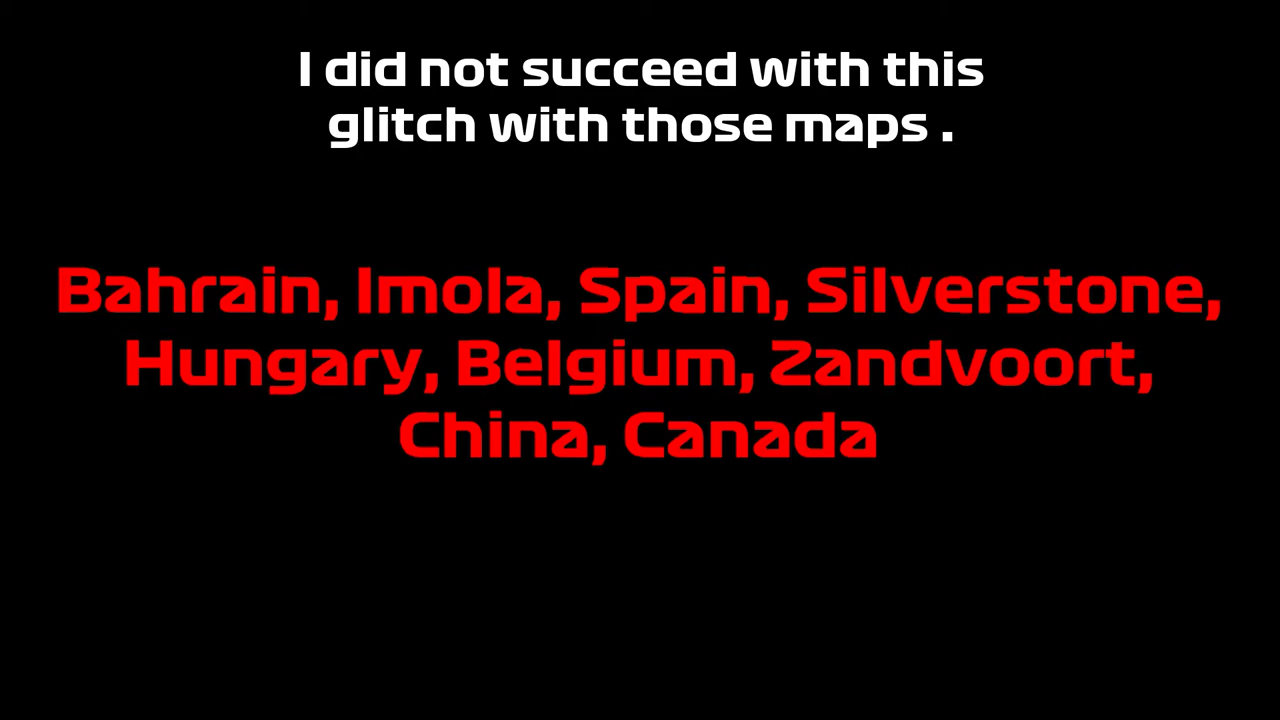 I did not succeed with this
glitch with those maps .
Bahrain, Imola, Spain, Silverstone,
Hungary, Belgium, Zandvoort,
China, Canada